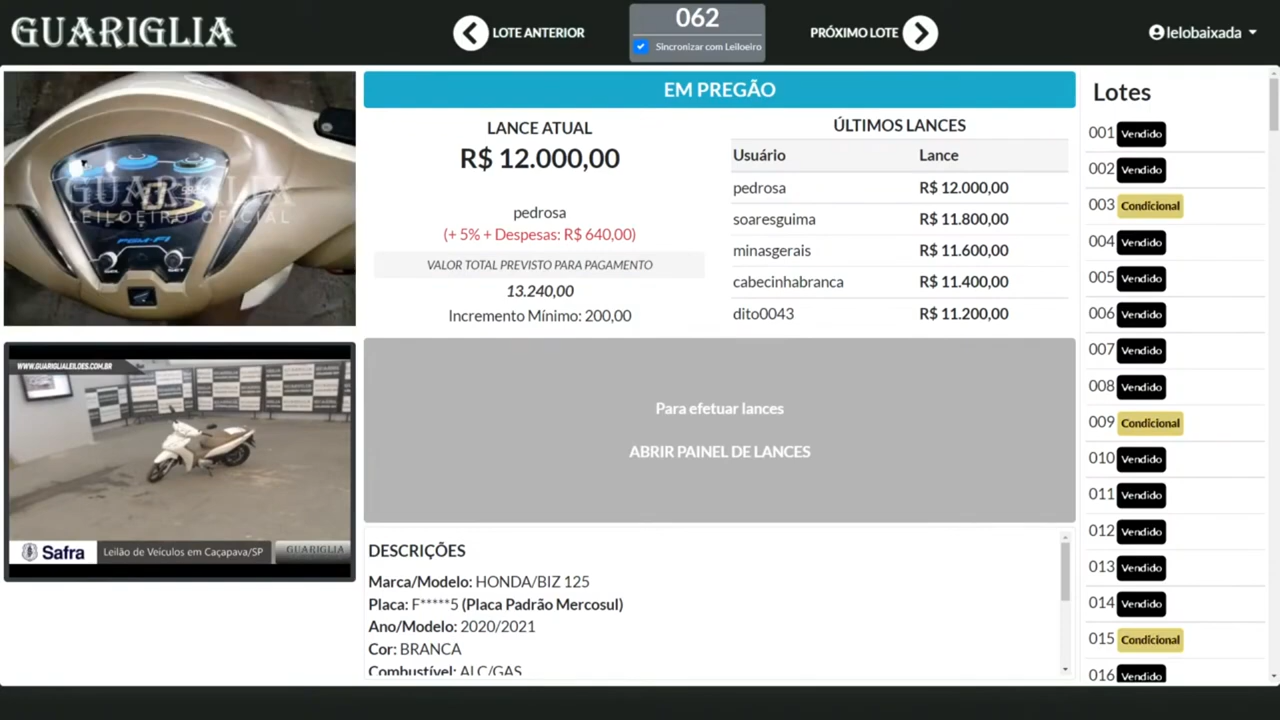 GUARIGLIA
LOTE ANTERIOR
062
Sincronizar com Leiloeiro
PRÓXIMO LOTE
lelobaixada
GUARIGLIA
LEILOEIRO OFICIAL
WWW.GUARIGLIALEILOES.COM.BR
Safra
Leilão de Veículos em Caçapava/SP
GUARIGLIA
EM PREGÃO
LANCE ATUAL
R$ 12.000,00
pedrosa
(+ 5% + Despesas: R$ 640,00)
VALOR TOTAL PREVISTO PARA PAGAMENTO
13.240,00
Incremento Mínimo: 200,00
ÚLTIMOS LANCES
Usuário Lance
pedrosa R$ 12.000,00
soaresguima R$ 11.800,00
minasgerais R$ 11.600,00
cabecinhabranca R$ 11.400,00
dito0043 R$ 11.200,00
Para efetuar lances
ABRIR PAINEL DE LANCES
DESCRIÇÕES
Marca/Modelo: HONDA/BIZ 125
Placa: F*****5 (Placa Padrão Mercosul)
Ano/Modelo: 2020/2021
Cor: BRANCA
Combustível: ALC/GAS
Lotes
001 Vendido
002 Vendido
003 Condicional
004 Vendido
005 Vendido
006 Vendido
007 Vendido
008 Vendido
009 Condicional
010 Vendido
011 Vendido
012 Vendido
013 Vendido
014 Vendido
015 Condicional
016 Vendido